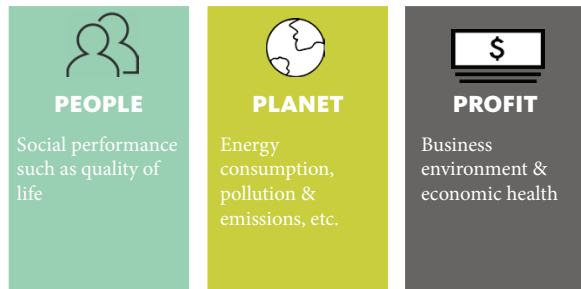 PEOPLE
Social performance
such as quality of
life
PLANET
Energy
consumption,
pollution &
emissions, etc.
$
PROFIT
Business
environment &
economic health